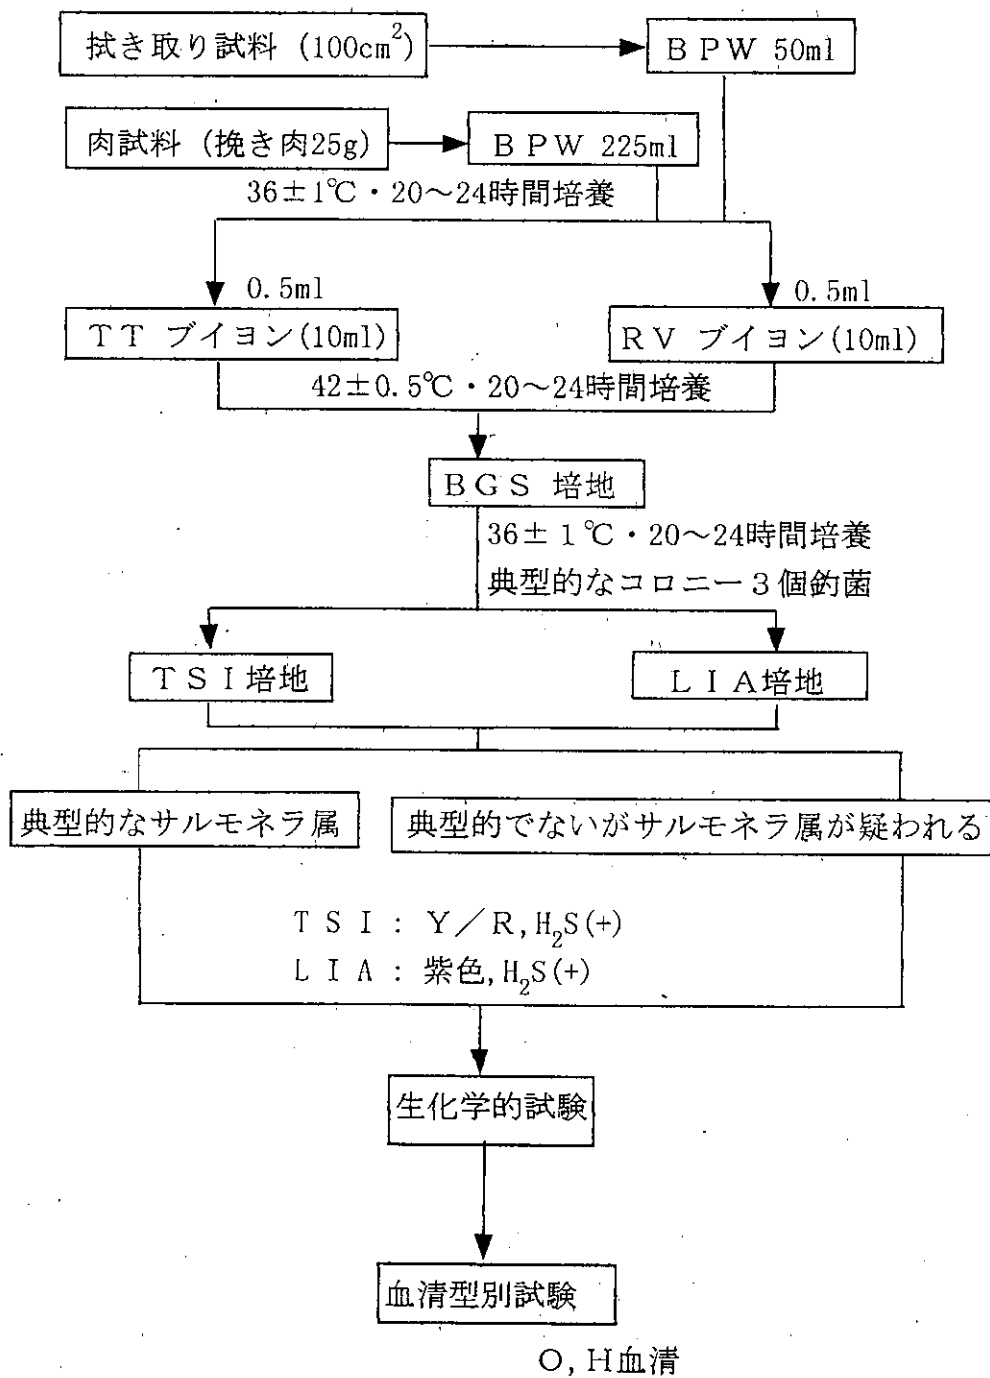 拭き取り試料 (100cm²)
ＢＰＷ 50ml
肉試料 (挽き肉25g)
ＢＰＷ 225ml
36±1℃・20～24時間培養
0.5ml
0.5ml
ＴＴ ブイヨン(10ml)
ＲＶ ブイヨン(10ml)
42±0.5℃・20～24時間培養
ＢＧＳ 培地
36±１℃・20～24時間培養
典型的なコロニー３個釣菌
ＴＳＩ培地
ＬＩＡ培地
典型的なサルモネラ属
典型的でないがサルモネラ属が疑われる
ＴＳＩ: Ｙ／Ｒ,H₂S(+)
ＬＩＡ: 紫色,H₂S(+)
生化学的試験
血清型別試験
Ｏ,Ｈ血清